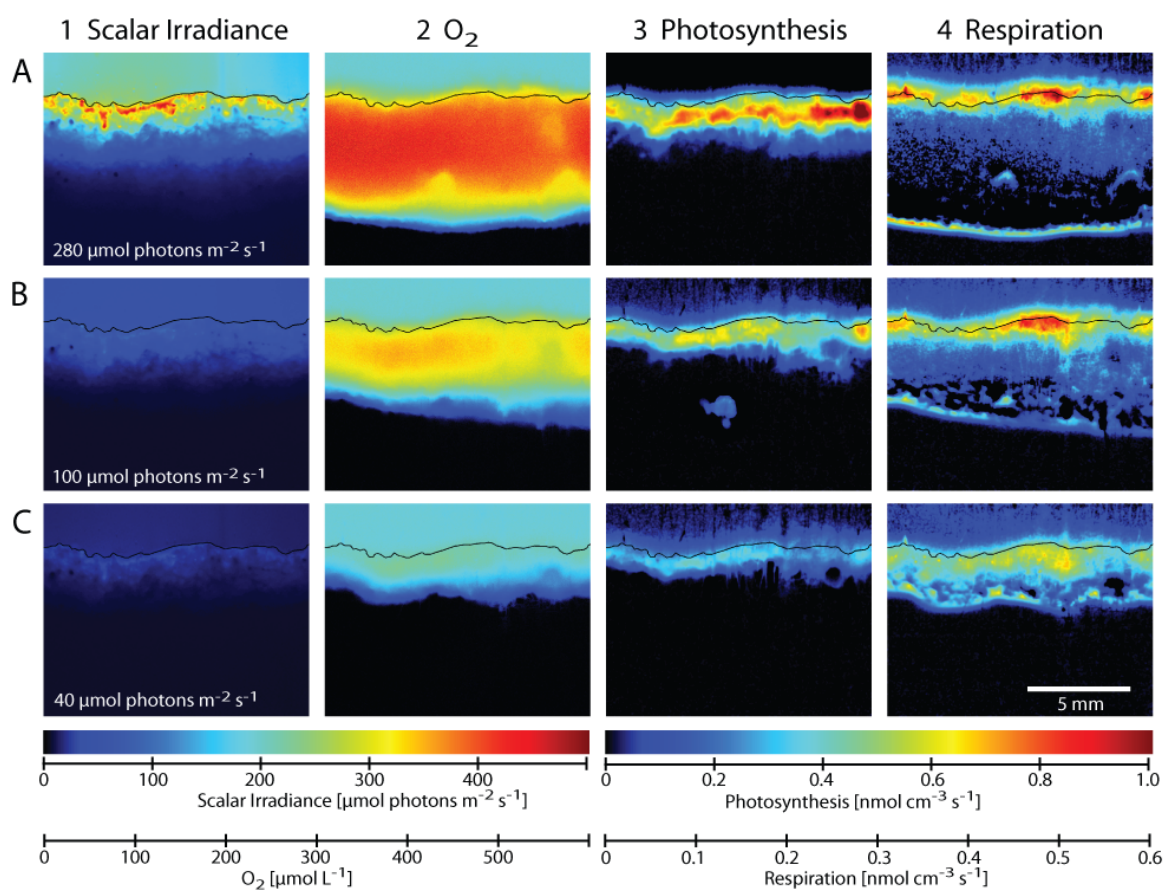 1 Scalar Irradiance
2 O₂
3 Photosynthesis
4 Respiration
A
280 µmol photons m⁻² s⁻¹
B
100 µmol photons m⁻² s⁻¹
C
40 µmol photons m⁻² s⁻¹
5 mm
0 100 200 300 400
Scalar Irradiance [µmol photons m⁻² s⁻¹]
0 0.2 0.4 0.6 0.8 1.0
Photosynthesis [nmol cm⁻³ s⁻¹]
0 100 200 300 400 500
O₂ [µmol L⁻¹]
0 0.1 0.2 0.3 0.4 0.5 0.6
Respiration [nmol cm⁻³ s⁻¹]